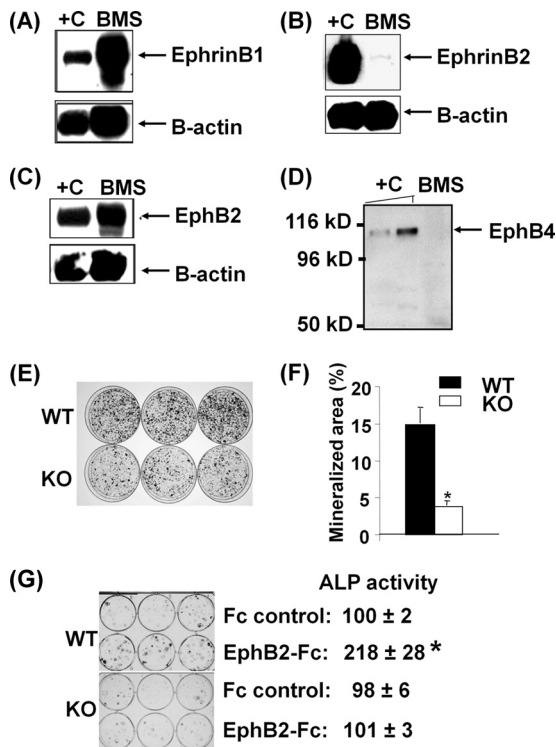 (A)
+C BMS
EphrinB1
B-actin
(B)
+C BMS
EphrinB2
B-actin
(C)
+C BMS
EphB2
B-actin
(D)
+C BMS
116 kD
EphB4
96 kD
50 kD
(E)
WT
KO
(F)
Mineralized area (%)
20
15
10
5
0
WT
KO
*
(G)
ALP activity
WT
Fc control: 100 ± 2
EphB2-Fc: 218 ± 28 *
KO
Fc control: 98 ± 6
EphB2-Fc: 101 ± 3